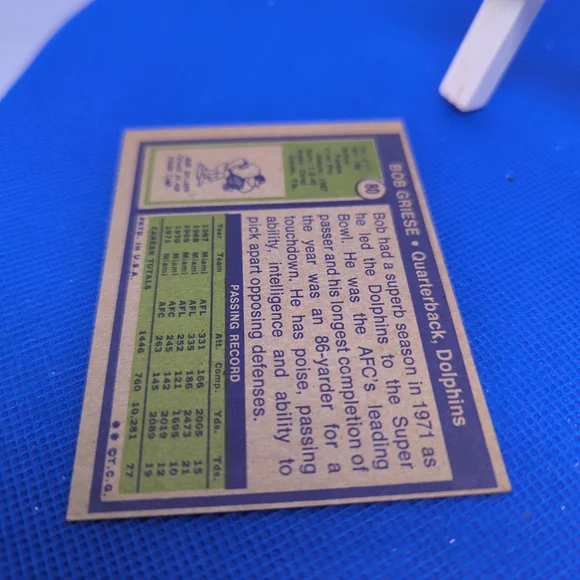 80
BOB GRIESE • Quarterback, Dolphins
Bob had a superb season in 1971 as
he led the Dolphins to the Super
Bowl. He was the AFC's leading
passer and his longest completion of
the year was an 86-yarder for a
touchdown. He has poise, passing
ability, intelligence and ability to
pick apart opposing defenses.
PASSING RECORD
Year Team Att. Comp. Yds. Tds.
1967 Miami AFL 331 166 2005 15
1968 Miami AFL 335 186 2473 21
1969 Miami AFL 252 121 1695 10
1970 Miami AFC 245 142 2019 12
1971 Miami AFC 263 145 2089 19
CAREER TOTALS 1446 760 10,281 77
PRTD. IN U.S.A. ✱ ✱ ©T.C.G.